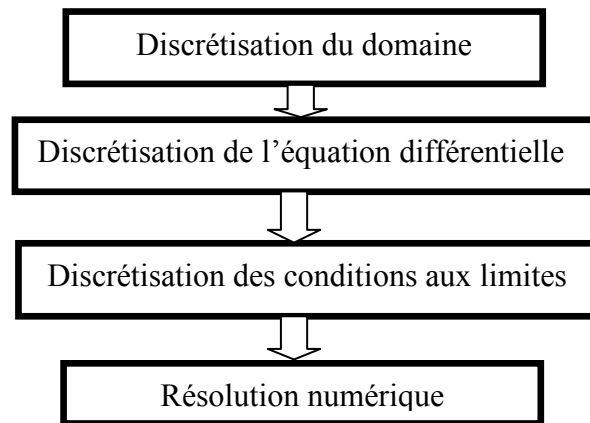 Discrétisation du domaine
Discrétisation de l’équation différentielle
Discrétisation des conditions aux limites
Résolution numérique